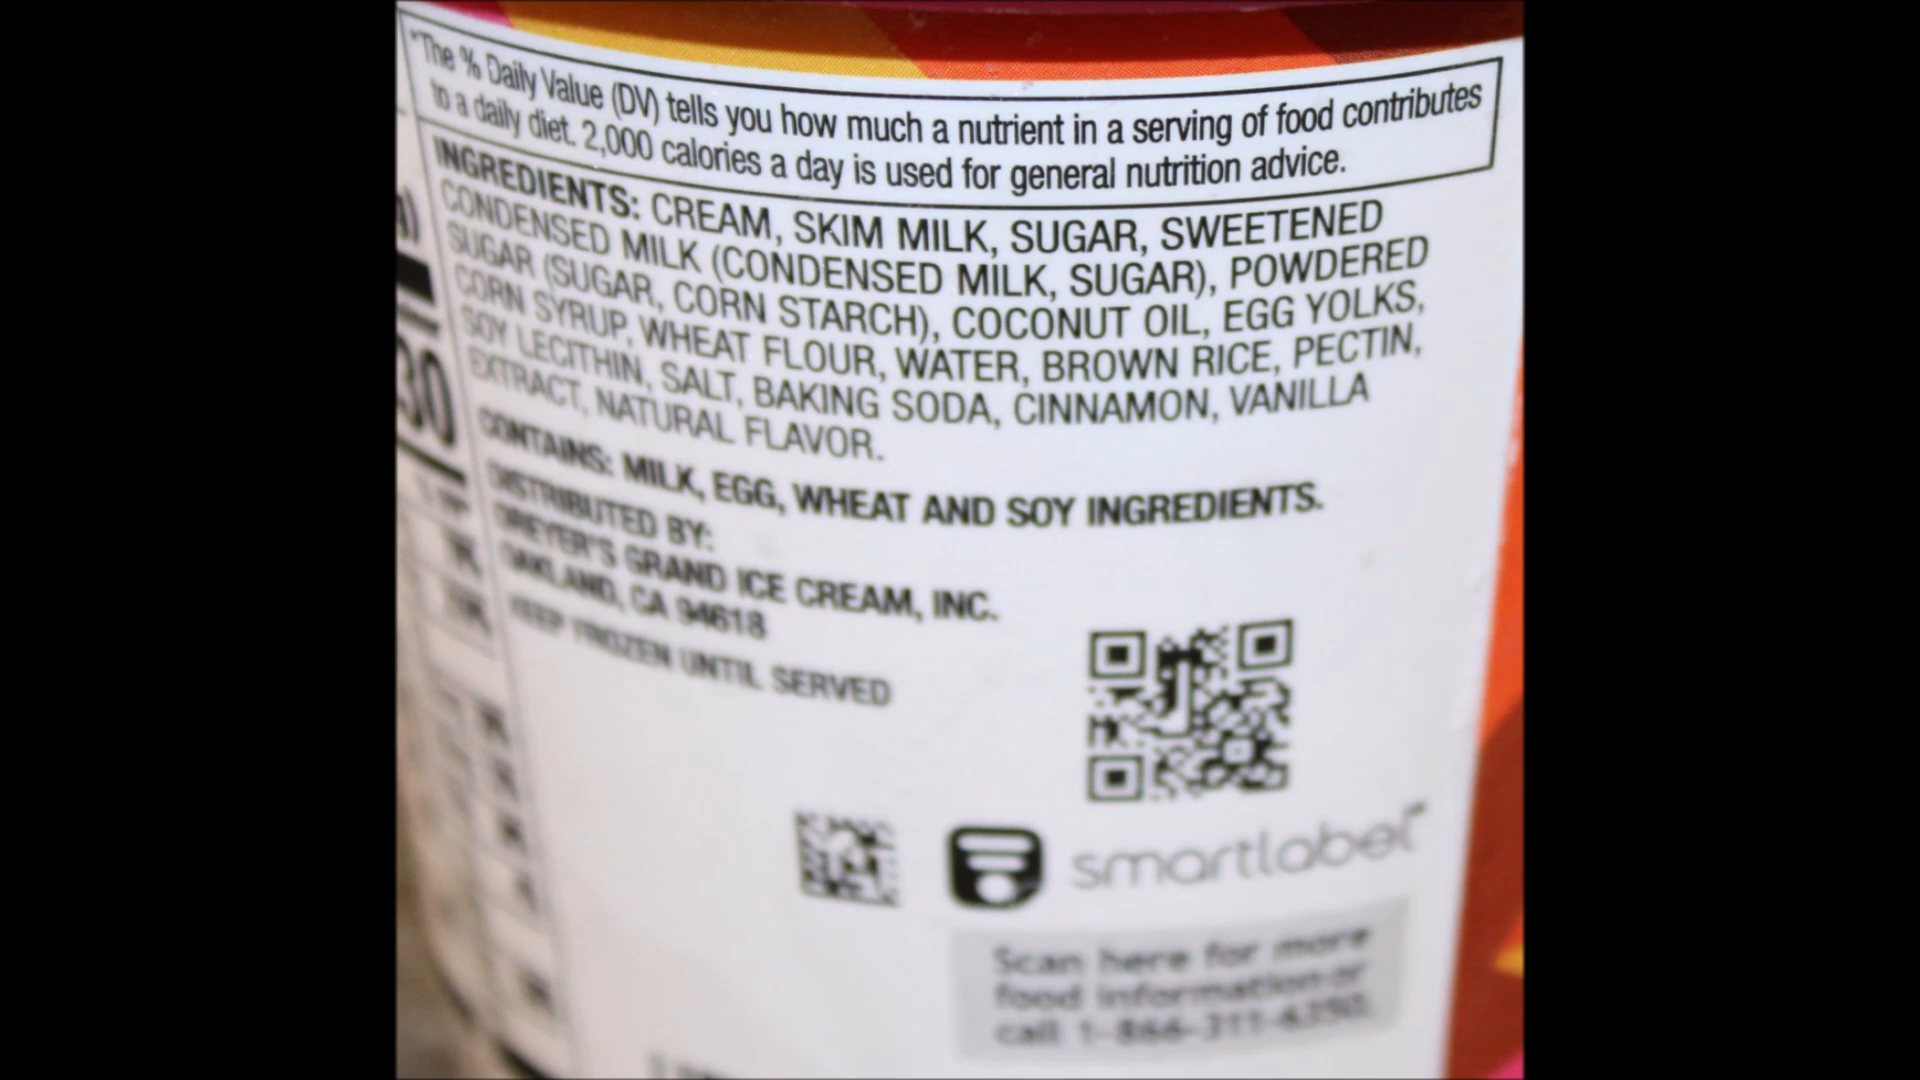 *The % Daily Value (DV) tells you how much a nutrient in a serving of food contributes
to a daily diet. 2,000 calories a day is used for general nutrition advice.
INGREDIENTS: CREAM, SKIM MILK, SUGAR, SWEETENED
CONDENSED MILK (CONDENSED MILK, SUGAR), POWDERED
SUGAR (SUGAR, CORN STARCH), COCONUT OIL, EGG YOLKS,
CORN SYRUP, WHEAT FLOUR, WATER, BROWN RICE, PECTIN,
SOY LECITHIN, SALT, BAKING SODA, CINNAMON, VANILLA
EXTRACT, NATURAL FLAVOR.
CONTAINS: MILK, EGG, WHEAT AND SOY INGREDIENTS.
DISTRIBUTED BY:
DREYER'S GRAND ICE CREAM, INC.
OAKLAND, CA 94618
KEEP FROZEN UNTIL SERVED
30
smartlabel™
Scan here for more
food information or
call 1-866-311-6350.